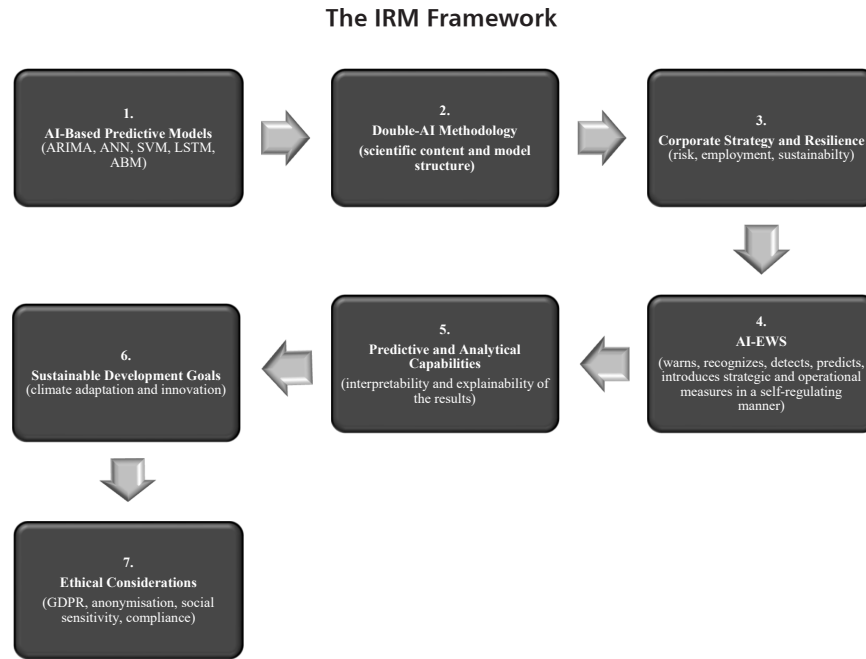 The IRM Framework
1.
AI-Based Predictive Models
(ARIMA, ANN, SVM, LSTM,
ABM)
2.
Double-AI Methodology
(scientific content and model
structure)
3.
Corporate Strategy and Resilience
(risk, employment, sustainabilty)
4.
AI-EWS
(warns, recognizes, detects, predicts,
introduces strategic and operational
measures in a self-regulating
manner)
5.
Predictive and Analytical
Capabilities
(interpretability and explainability of
the results)
6.
Sustainable Development Goals
(climate adaptation and innovation)
7.
Ethical Considerations
(GDPR, anonymisation, social
sensitivity, compliance)